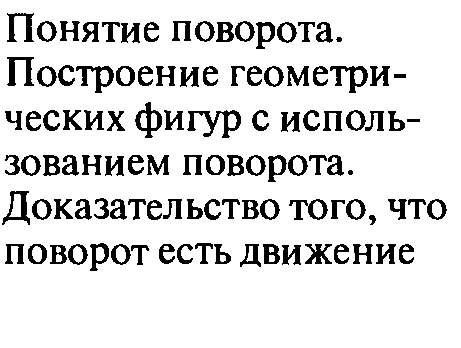 Понятие поворота.
Построение геометри-
ческих фигур с исполь-
зованием поворота.
Доказательство того, что
поворот есть движение